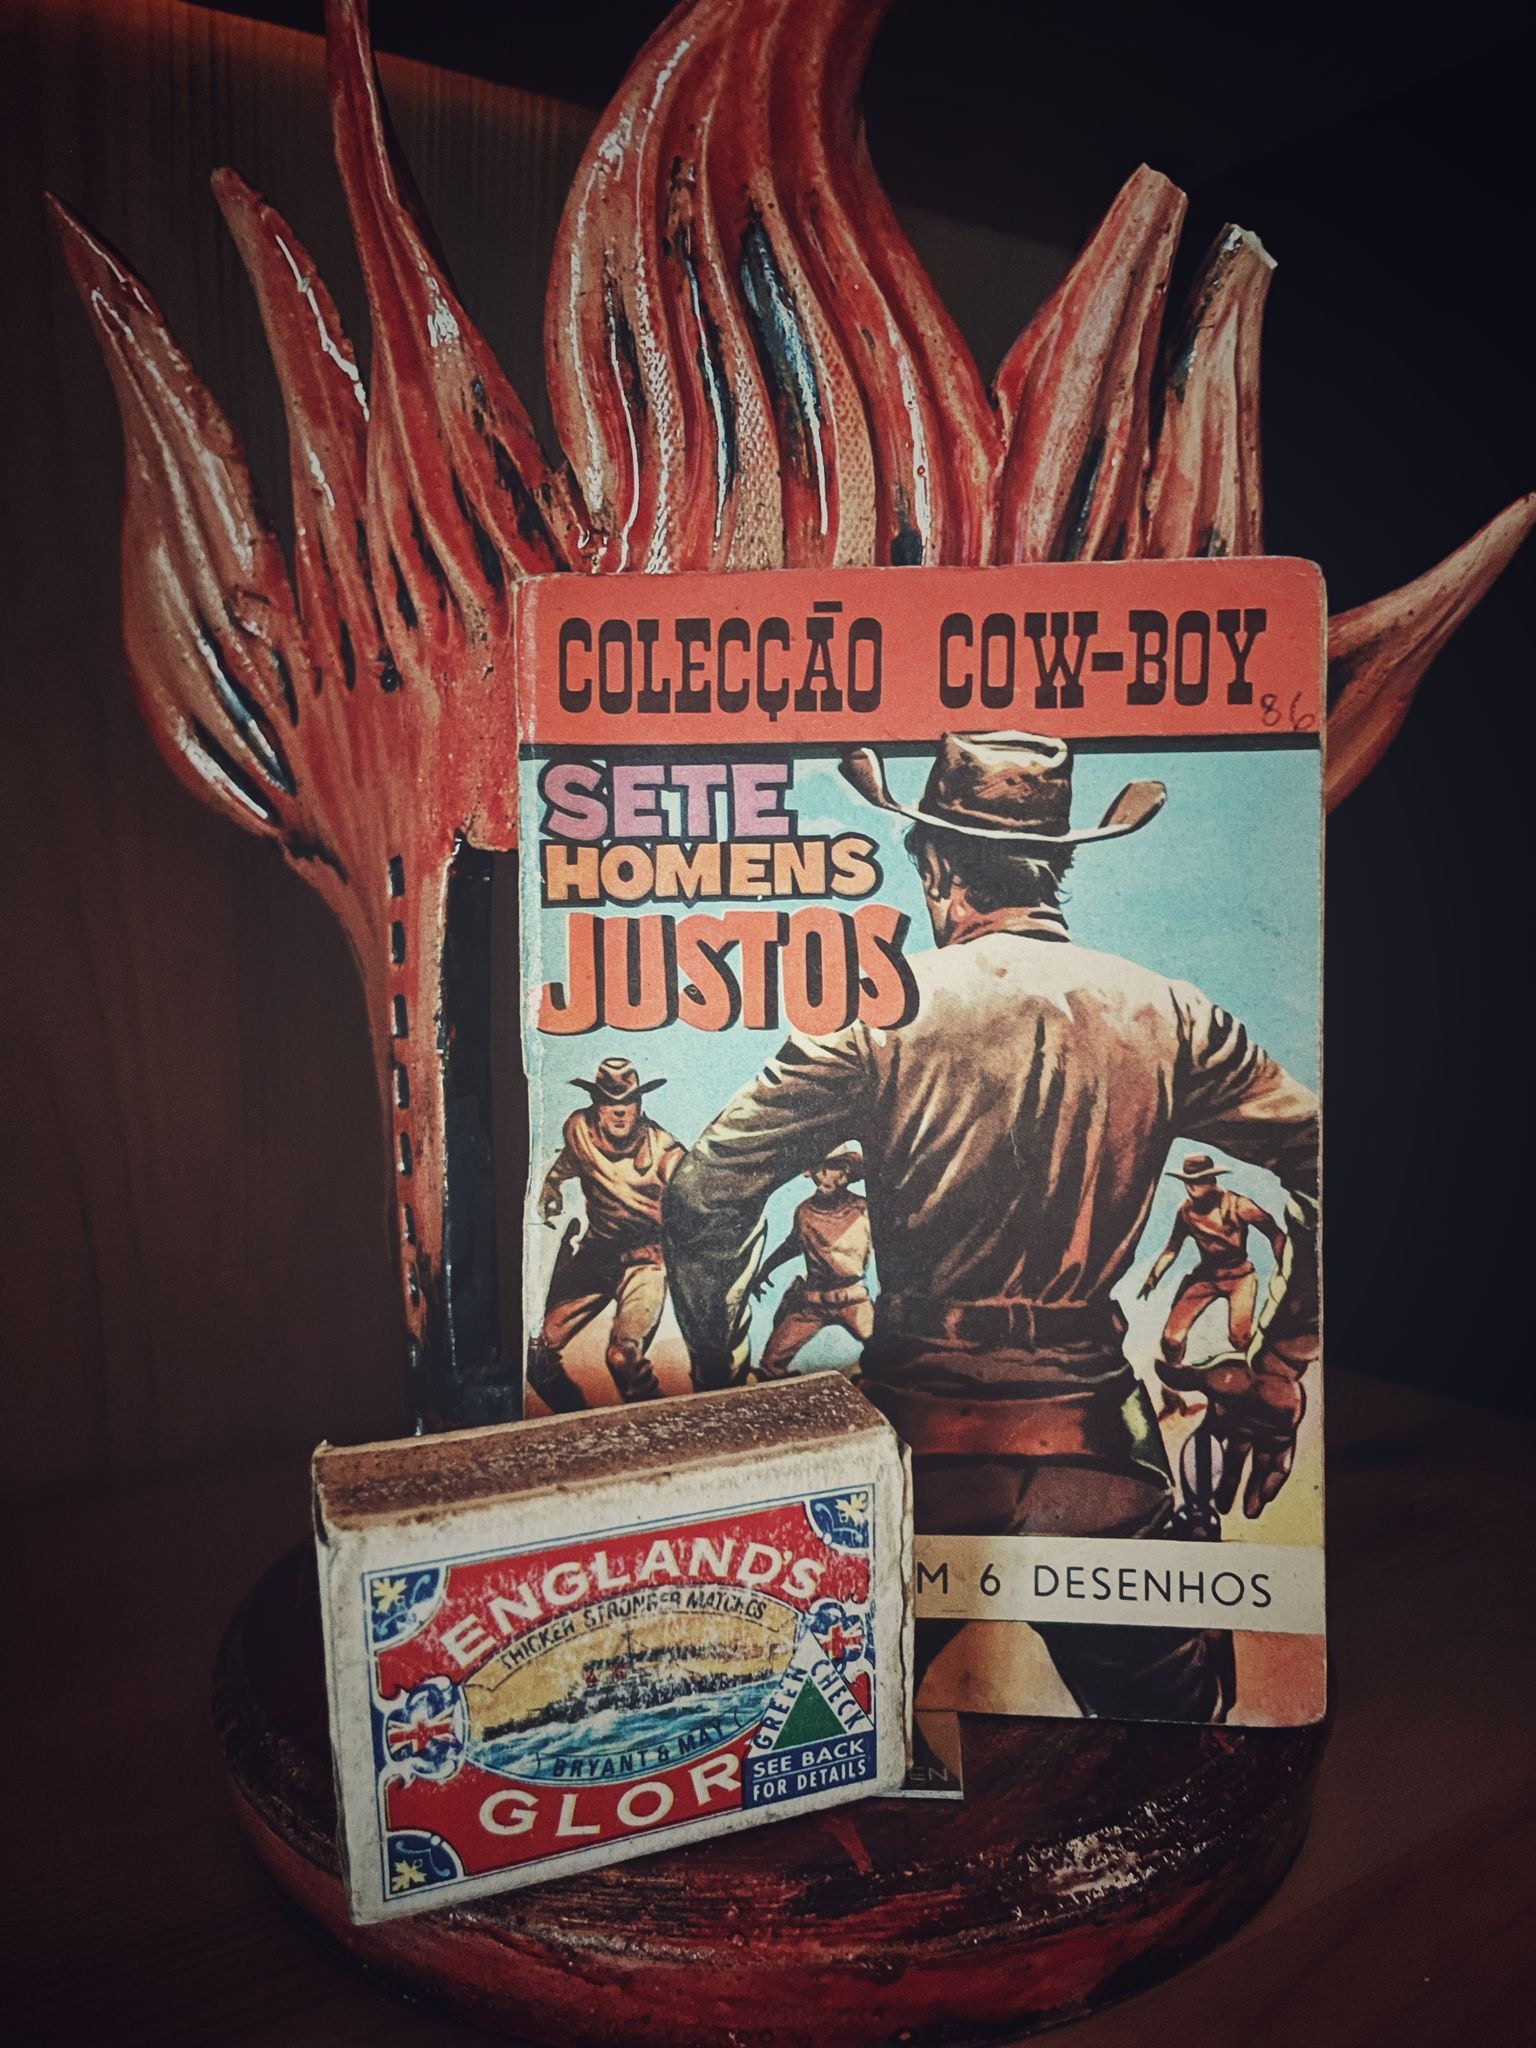 COLECÇÃO COW-BOY
86
SETE
HOMENS
JUSTOS
M 6 DESENHOS
ENGLAND'S
THICKER STRONGER MATCHES
BRYANT & MAY
GLOR
GREEN CHECK
SEE BACK
FOR DETAILS
EN